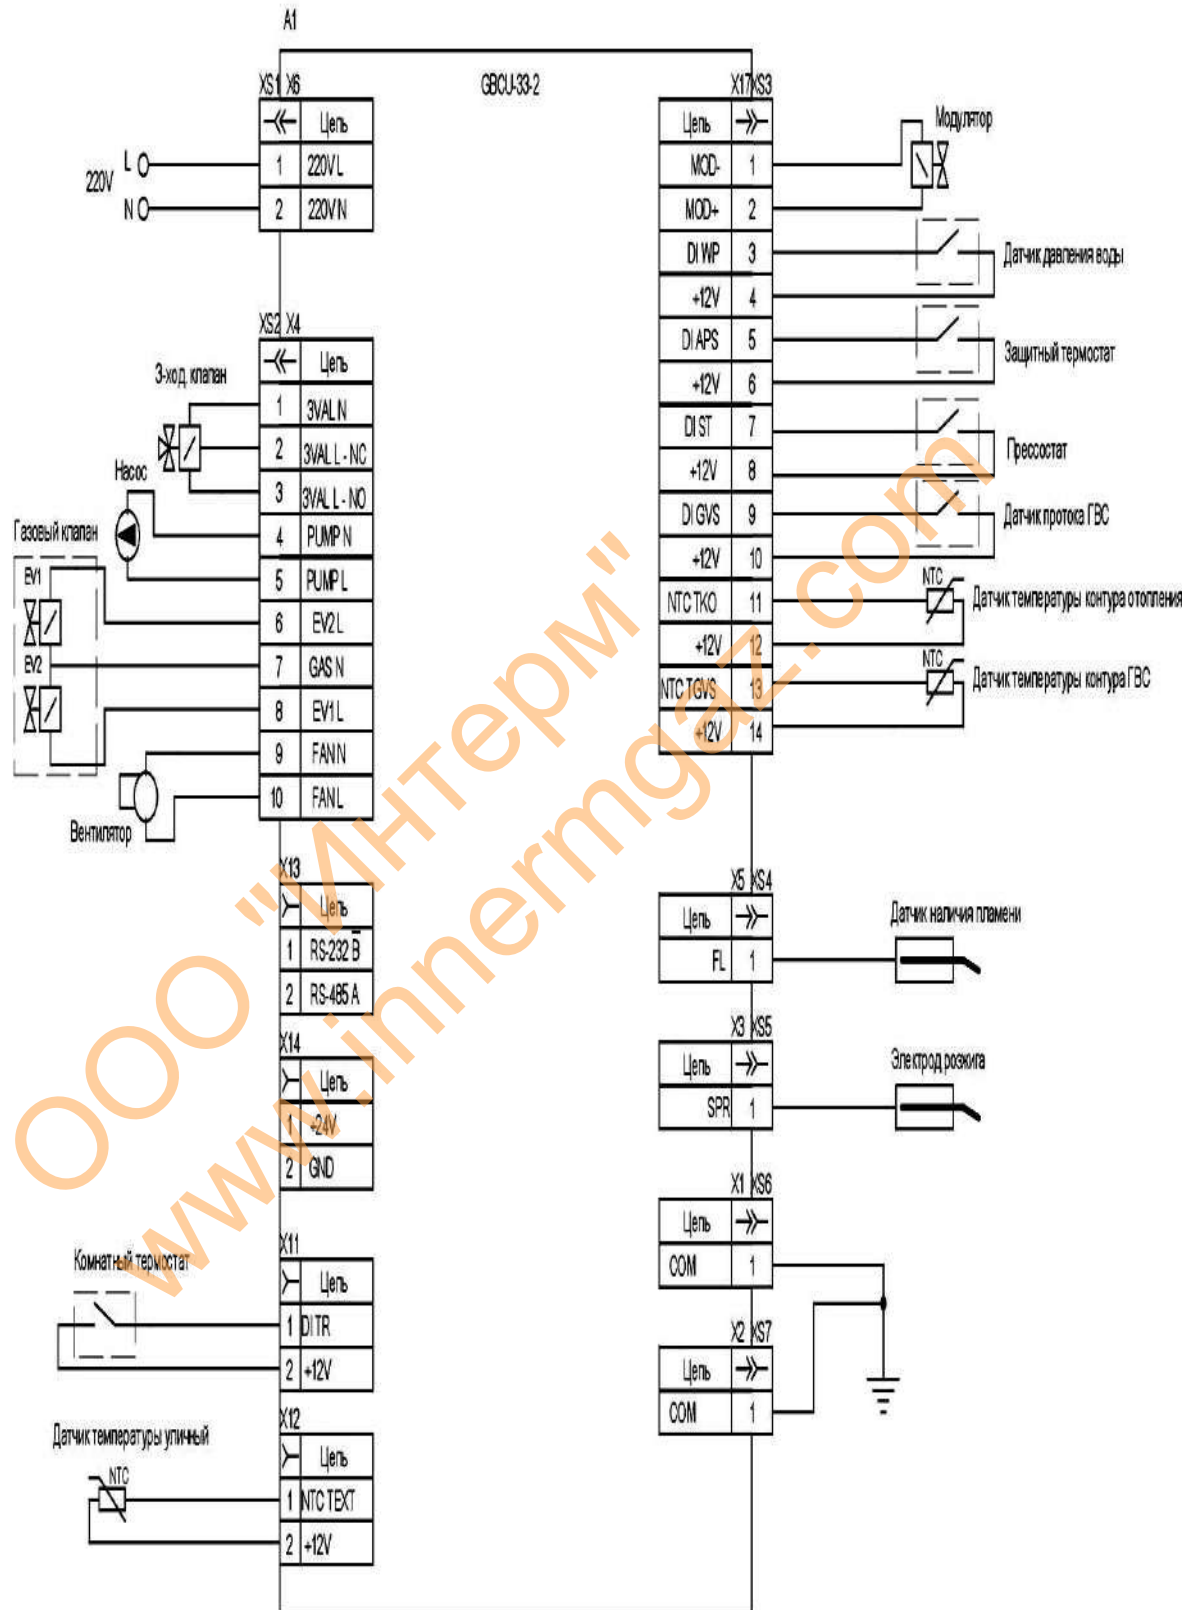 A1
GBCU-33-2
XS1 X6
Цепь
220V
L
1 220V L
N
2 220V N
XS2 X4
Цепь
3-ход. клапан
1 3VAL N
2 3VAL L - NC
3 3VAL L - NO
Насос
4 PUMP N
5 PUMP L
Газовый клапан
EV1
6 EV2 L
EV2
7 GAS N
8 EV1 L
9 FAN N
10 FAN L
Вентилятор
X13
Цепь
1 RS-232 B
2 RS-485 A
X14
Цепь
1 +24V
2 GND
X11
Цепь
Комнатный термостат
1 DI TR
2 +12V
X12
Датчик температуры уличный
Цепь
NTC
1 NTC TEXT
2 +12V
X17 XS3
Цепь
Модулятор
MOD- 1
MOD+ 2
DI WP 3
Датчик давления воды
+12V 4
DI APS 5
Защитный термостат
+12V 6
DI ST 7
Прессостат
+12V 8
DI GVS 9
Датчик протока ГВС
+12V 10
NTC
NTC TKO 11
Датчик температуры контура отопления
+12V 12
NTC
NTC TGVS 13
Датчик температуры контура ГВС
+12V 14
X5 XS4
Цепь
Датчик наличия пламени
FL 1
X3 XS5
Цепь
Электрод розжига
SPR 1
X1 XS6
Цепь
COM 1
X2 XS7
Цепь
COM 1
ООО "Интерм"
www.innermgaz.com